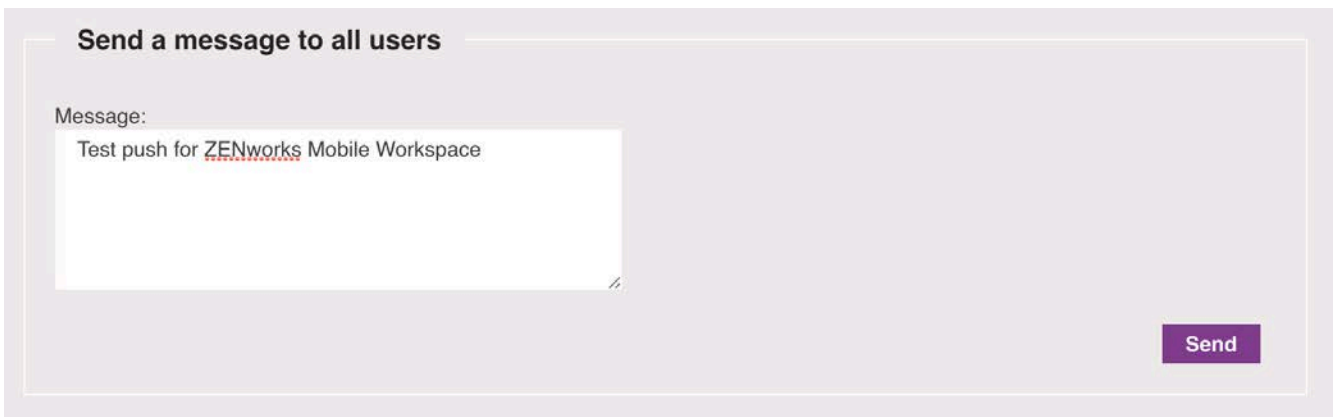 Send a message to all users
Message:
Test push for ZENworks Mobile Workspace
Send